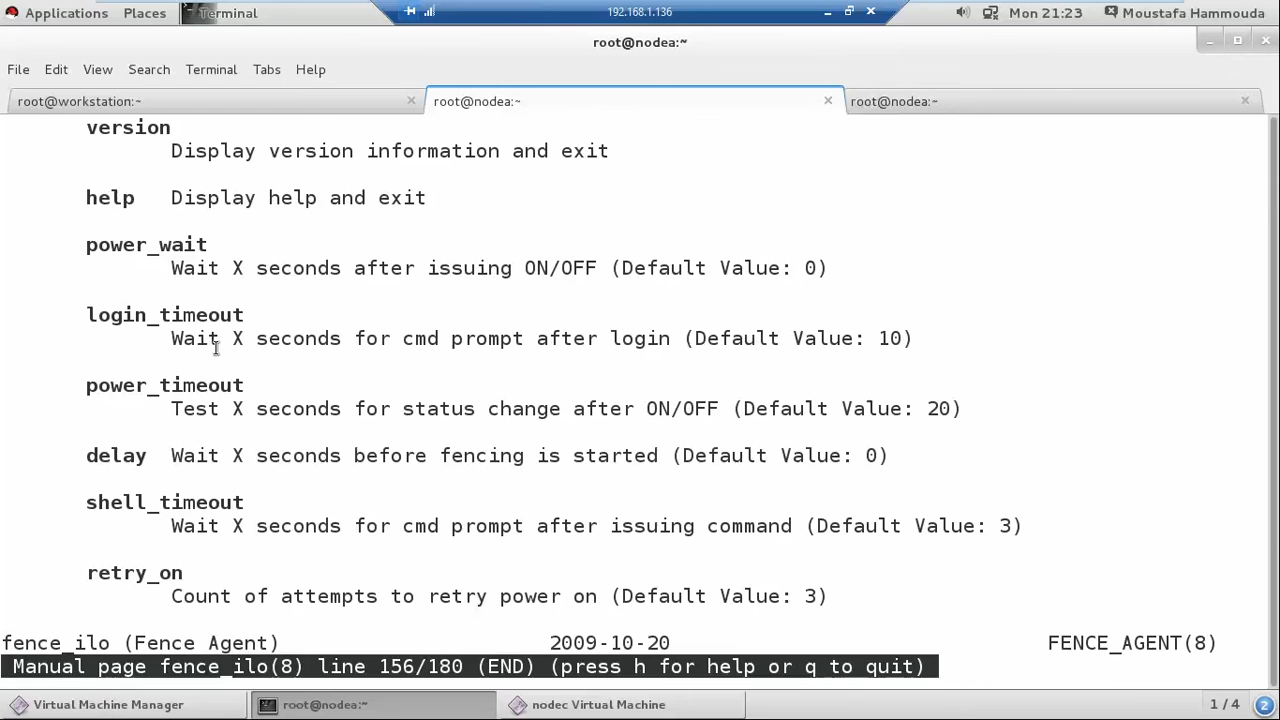 Applications Places Terminal 192.168.1.136 Mon 21:23 Moustafa Hammouda
root@nodea:~
File Edit View Search Terminal Tabs Help
root@workstation:~ root@nodea:~ root@nodea:~
version
Display version information and exit
help Display help and exit
power_wait
Wait X seconds after issuing ON/OFF (Default Value: 0)
login_timeout
Wait X seconds for cmd prompt after login (Default Value: 10)
power_timeout
Test X seconds for status change after ON/OFF (Default Value: 20)
delay Wait X seconds before fencing is started (Default Value: 0)
shell_timeout
Wait X seconds for cmd prompt after issuing command (Default Value: 3)
retry_on
Count of attempts to retry power on (Default Value: 3)
fence_ilo (Fence Agent) 2009-10-20 FENCE_AGENT(8)
Manual page fence_ilo(8) line 156/180 (END) (press h for help or q to quit)
Virtual Machine Manager root@nodea:~ nodec Virtual Machine 1 / 4 2